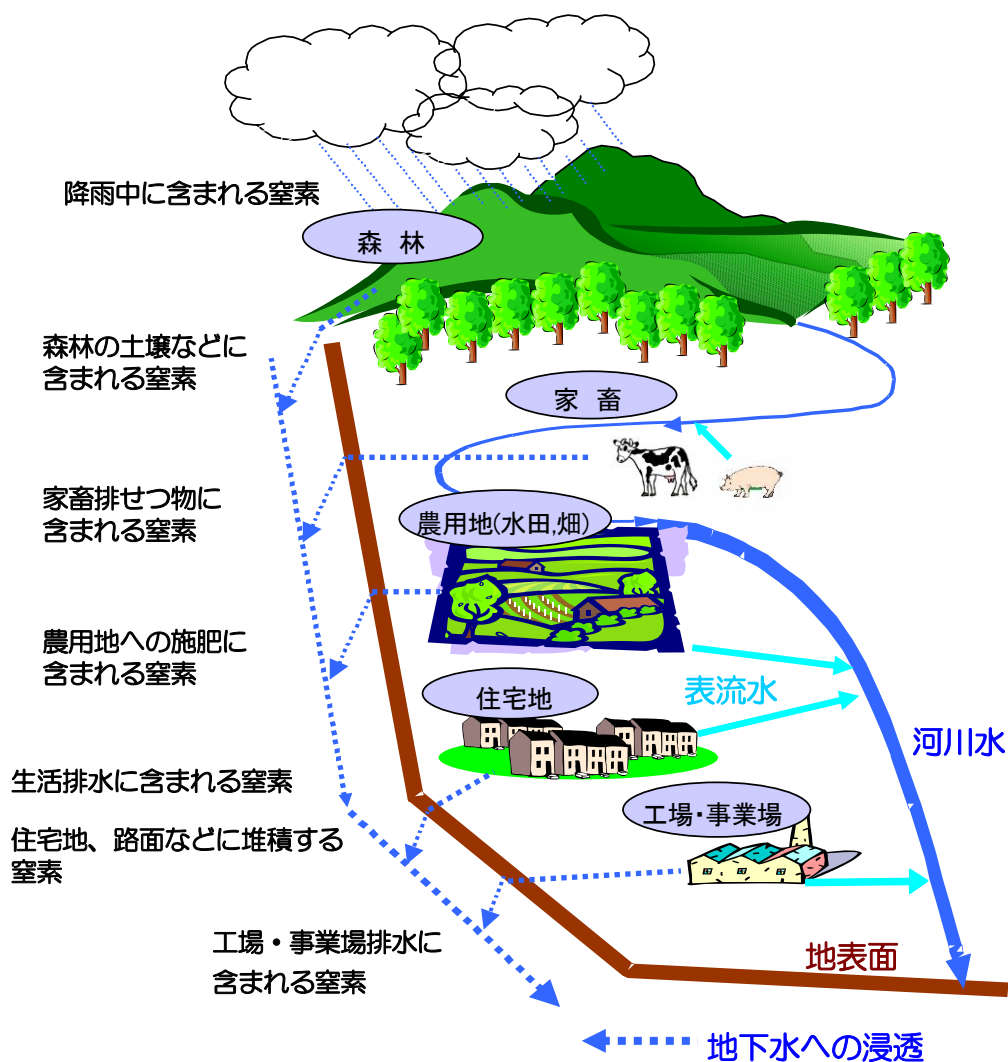 降雨中に含まれる窒素
森 林
森林の土壌などに
含まれる窒素
家 畜
家畜排せつ物に
含まれる窒素
農用地(水田,畑)
農用地への施肥に
含まれる窒素
住宅地
表流水
河川水
生活排水に含まれる窒素
工場・事業場
住宅地、路面などに堆積する
窒素
工場・事業場排水に
含まれる窒素
地表面
地下水への浸透